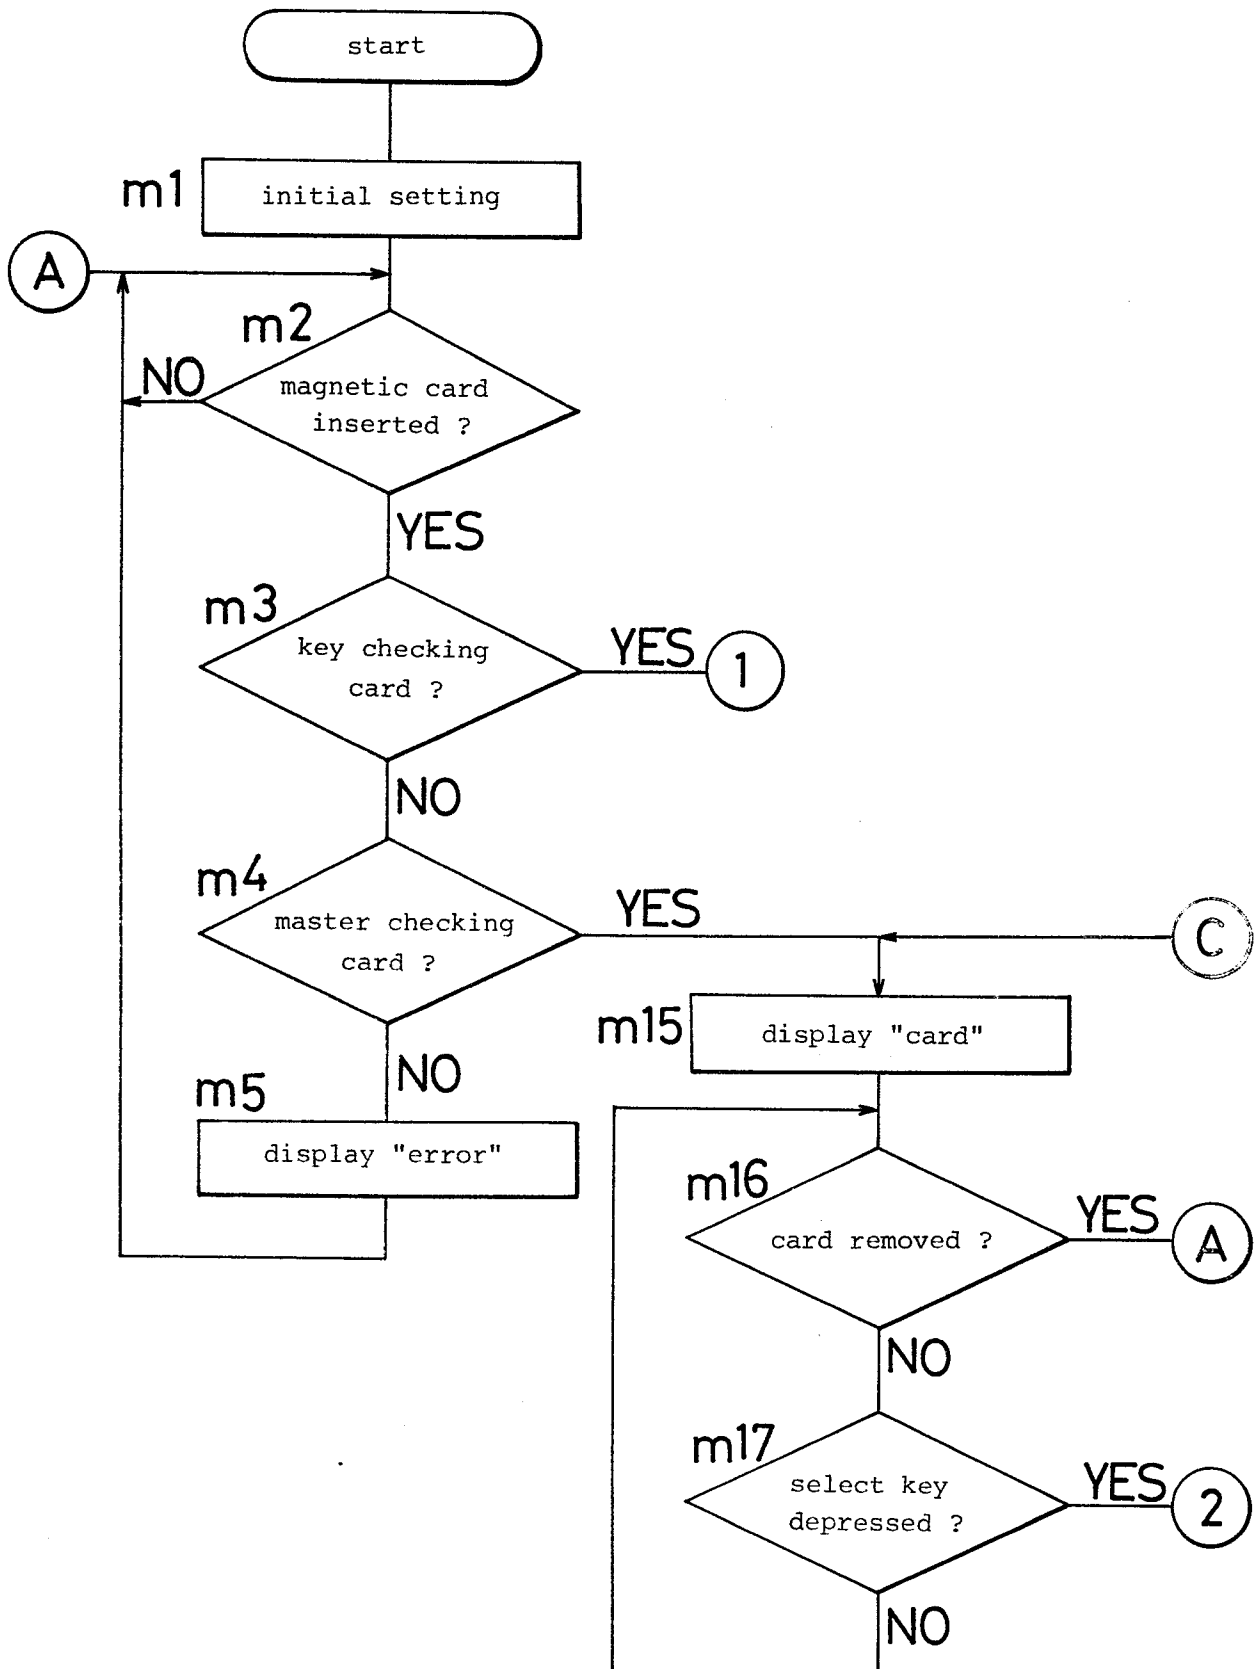 start
m1
initial setting
A
m2
NO
magnetic card
inserted ?
YES
m3
key checking
card ?
YES
1
NO
m4
master checking
card ?
YES
C
m15
display "card"
NO
m5
display "error"
m16
card removed ?
YES
A
NO
m17
select key
depressed ?
YES
2
NO